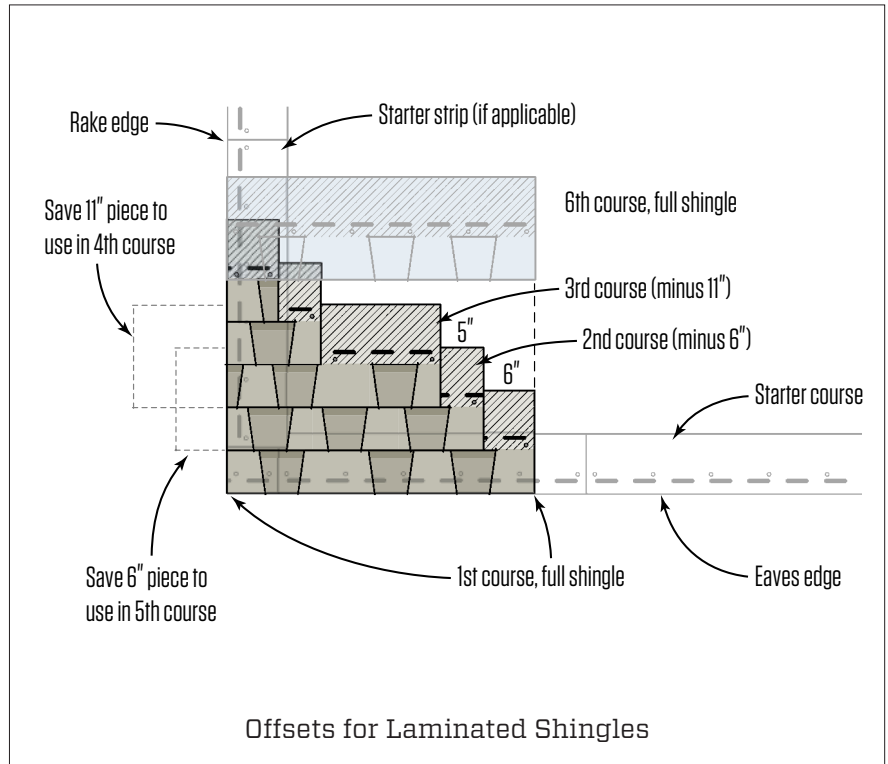 Rake edge
Starter strip (if applicable)
Save 11" piece to
use in 4th course
6th course, full shingle
3rd course (minus 11")
5"
2nd course (minus 6")
6"
Starter course
Save 6" piece to
use in 5th course
1st course, full shingle
Eaves edge
Offsets for Laminated Shingles